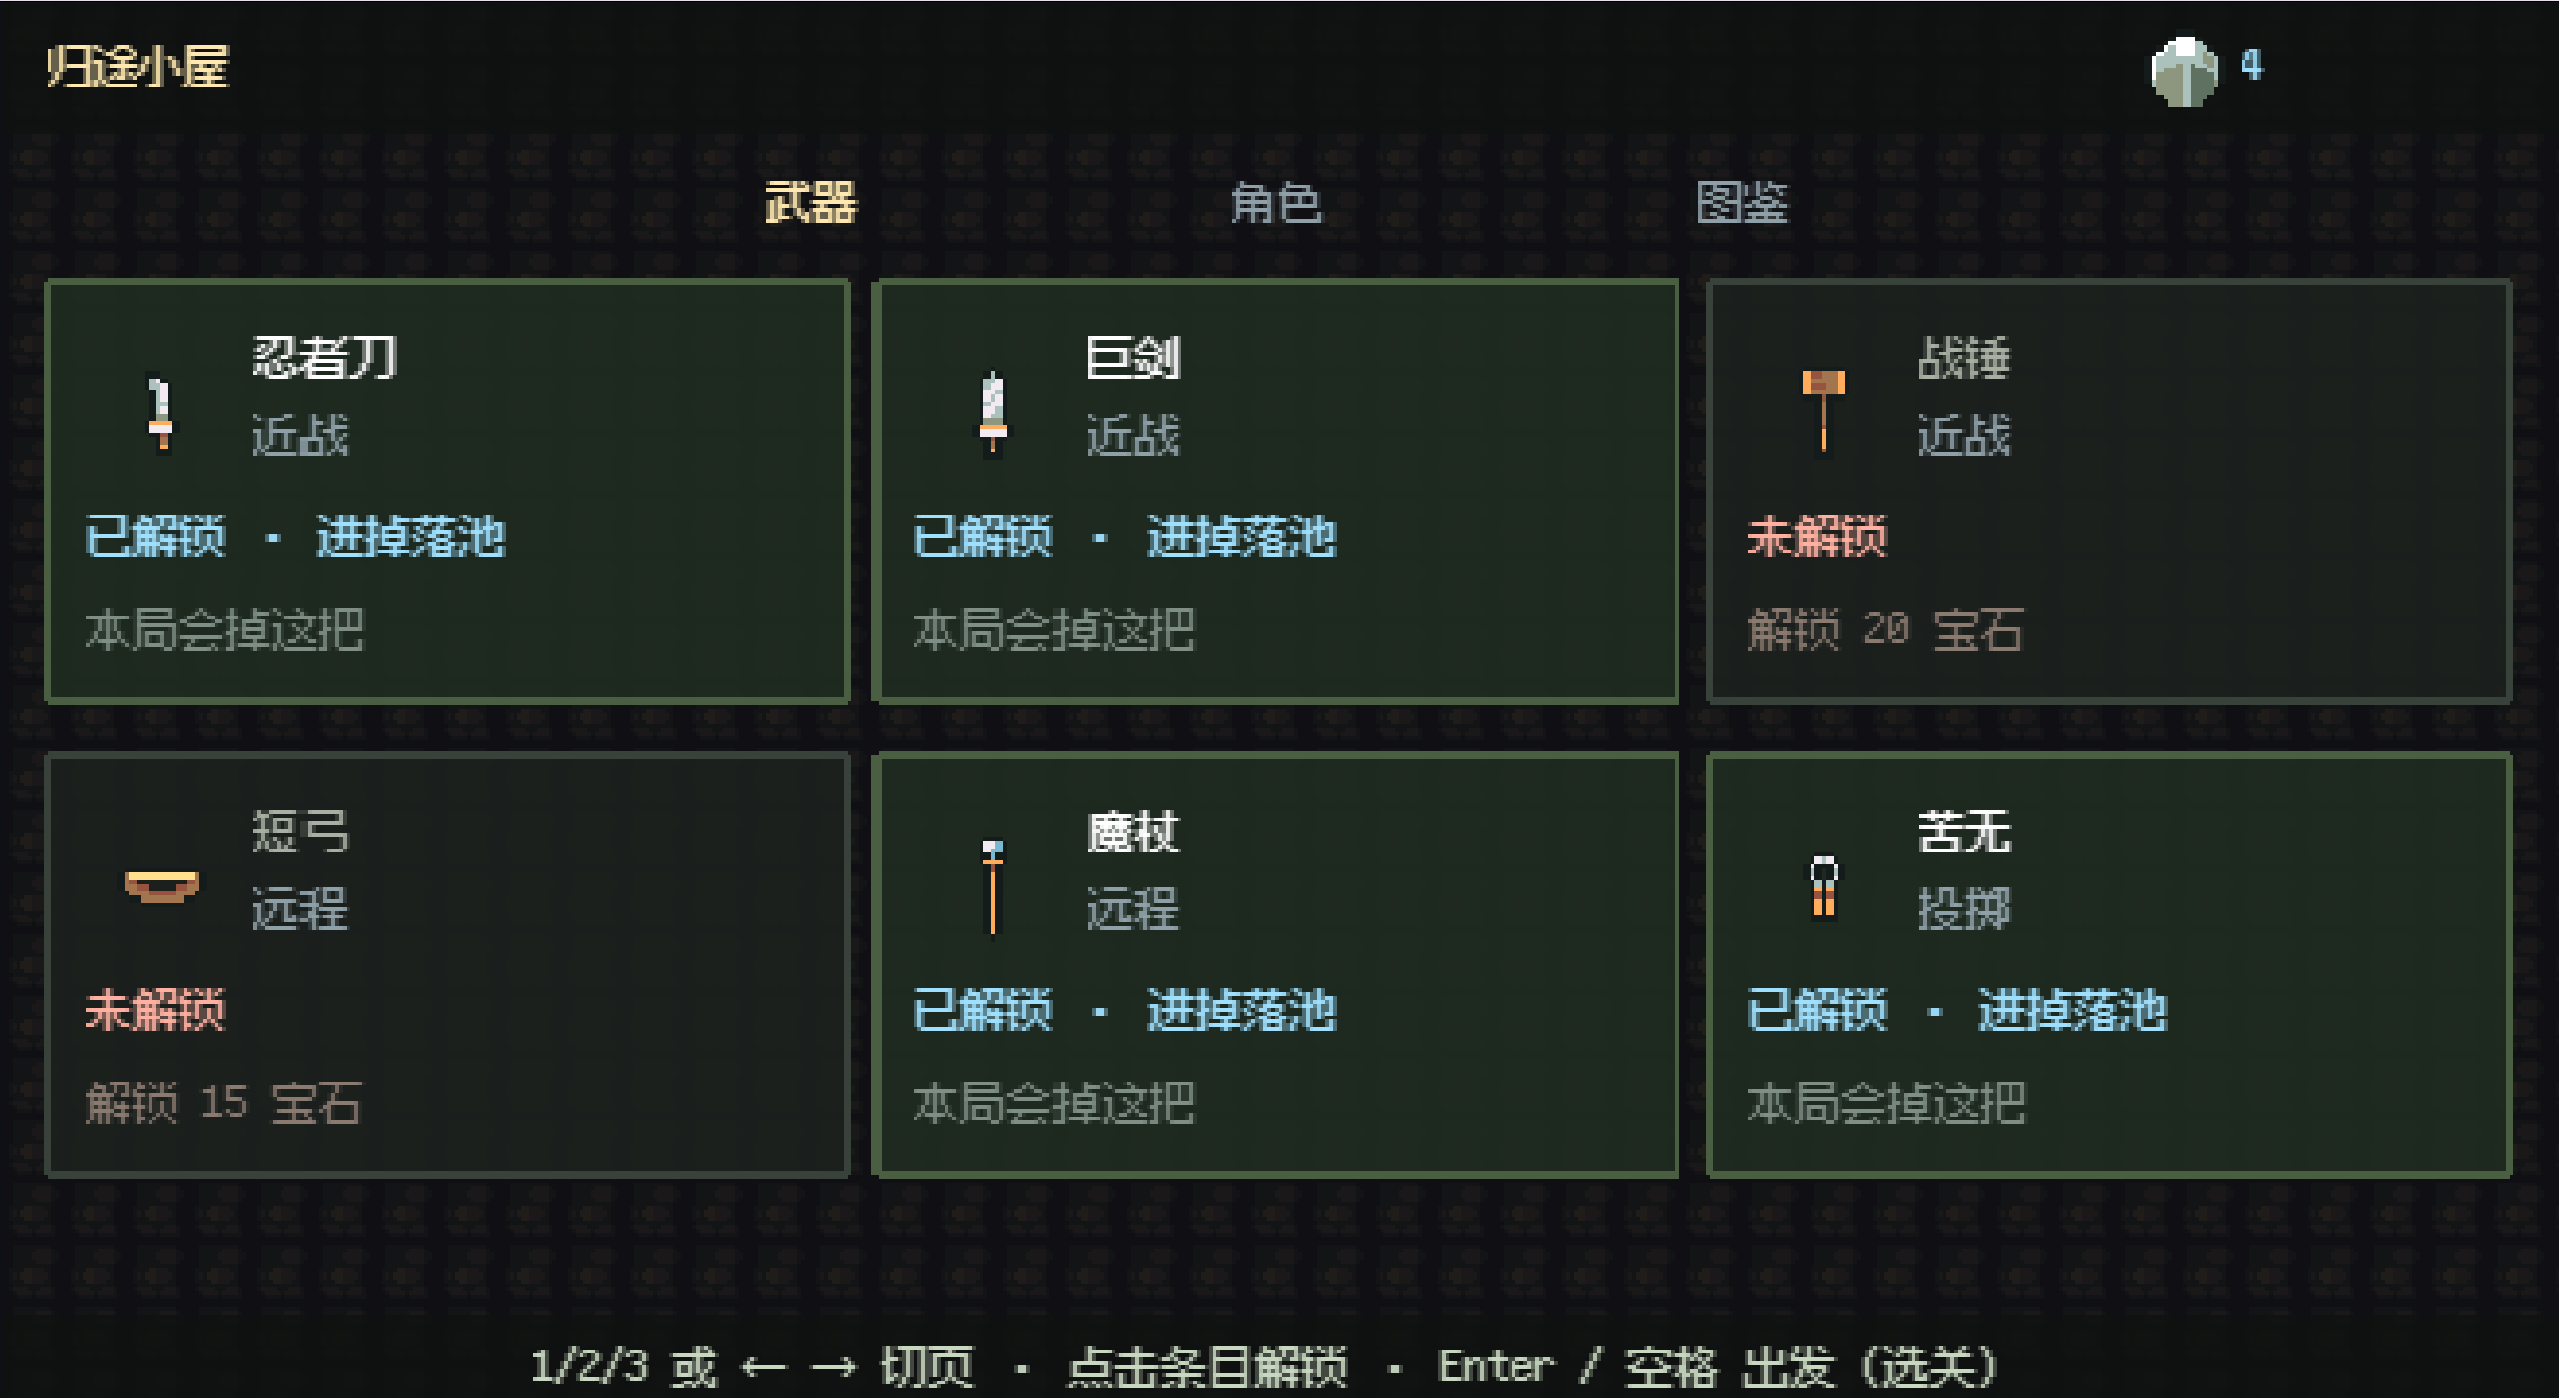 归途小屋
4
武器 角色 图鉴
忍者刀
近战
已解锁 · 进掉落池
本局会掉这把
巨剑
近战
已解锁 · 进掉落池
本局会掉这把
战锤
近战
未解锁
解锁 20 宝石
短弓
远程
未解锁
解锁 15 宝石
魔杖
远程
已解锁 · 进掉落池
本局会掉这把
苦无
投掷
已解锁 · 进掉落池
本局会掉这把
1/2/3 或 ← → 切页 · 点击条目解锁 · Enter / 空格 出发 (选关)